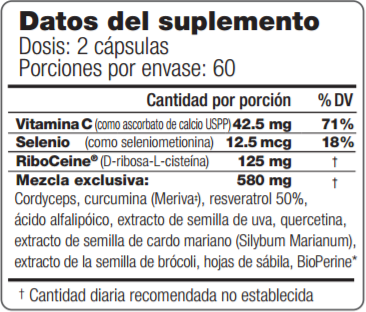 Datos del suplemento
Dosis: 2 cápsulas
Porciones por envase: 60
Cantidad por porción % DV
Vitamina C (como ascorbato de calcio USPP) 42.5 mg 71%
Selenio (como seleniometionina) 12.5 mcg 18%
RiboCeine® (D-ribosa-L-cisteína) 125 mg †
Mezcla exclusiva: 580 mg †
Cordyceps, curcumina (Meriva³), resveratrol 50%,
ácido alfalipóico, extracto de semilla de uva, quercetina,
extracto de semilla de cardo mariano (Silybum Marianum),
extracto de la semilla de brócoli, hojas de sábila, BioPerine*
† Cantidad diaria recomendada no establecida